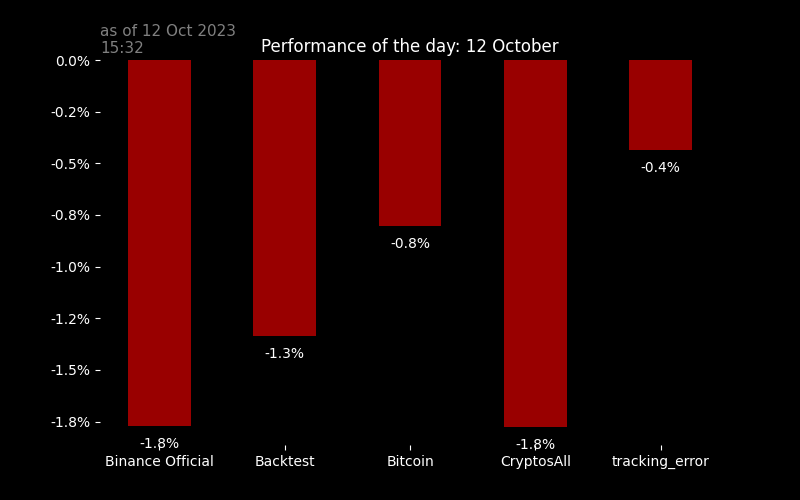 as of 12 Oct 2023
15:32
Performance of the day: 12 October
0.0%
-0.2%
-0.5%
-0.8%
-1.0%
-1.2%
-1.5%
-1.8%
-1.8%
-1.3%
-0.8%
-1.8%
-0.4%
Binance Official
Backtest
Bitcoin
CryptosAll
tracking_error